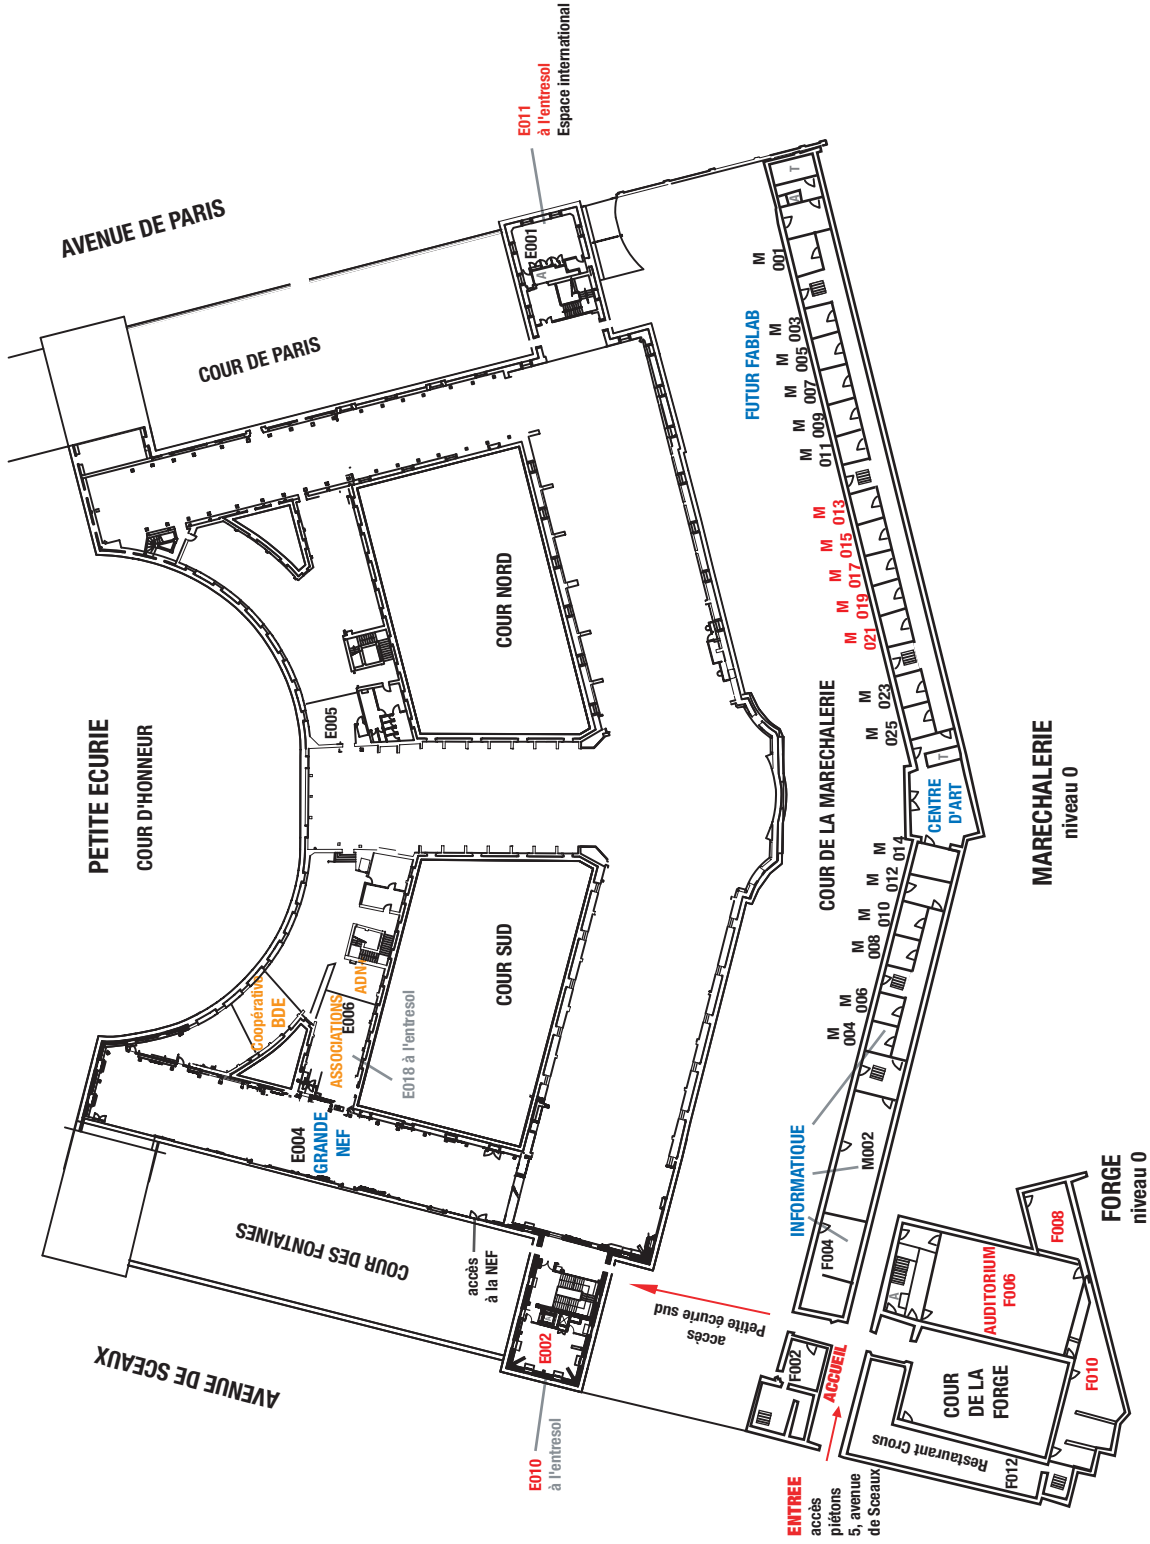 AVENUE DE PARIS
COUR DE PARIS
E011
à l'entresol
Espace international
E001
A
PETITE ECURIE
COUR D'HONNEUR
COUR NORD
E005
FUTUR FABLAB
M
001
M
003
M
005
M
007
M
009
M
011
M
013
M
015
M
017
M
019
M
021
M
023
M
025
A
T
T
COUR DE LA MARECHALERIE
CENTRE
D'ART
MARECHALERIE
niveau 0
M
014
M
012
M
010
M
008
M
006
M
004
Coopérative
BDE
ASSOCIATIONS
ADN
E006
E018 à l'entresol
COUR SUD
E004
GRANDE
NEF
COUR DES FONTAINES
accès
à la NEF
AVENUE DE SCEAUX
E002
E010
à l'entresol
accès
Petite écurie sud
INFORMATIQUE
M002
F004
F002
ACCUEIL
ENTREE
accès
piétons
5, avenue
de Sceaux
A
AUDITORIUM
F006
F008
FORGE
niveau 0
F010
COUR
DE LA
FORGE
Restaurant Crous
F012